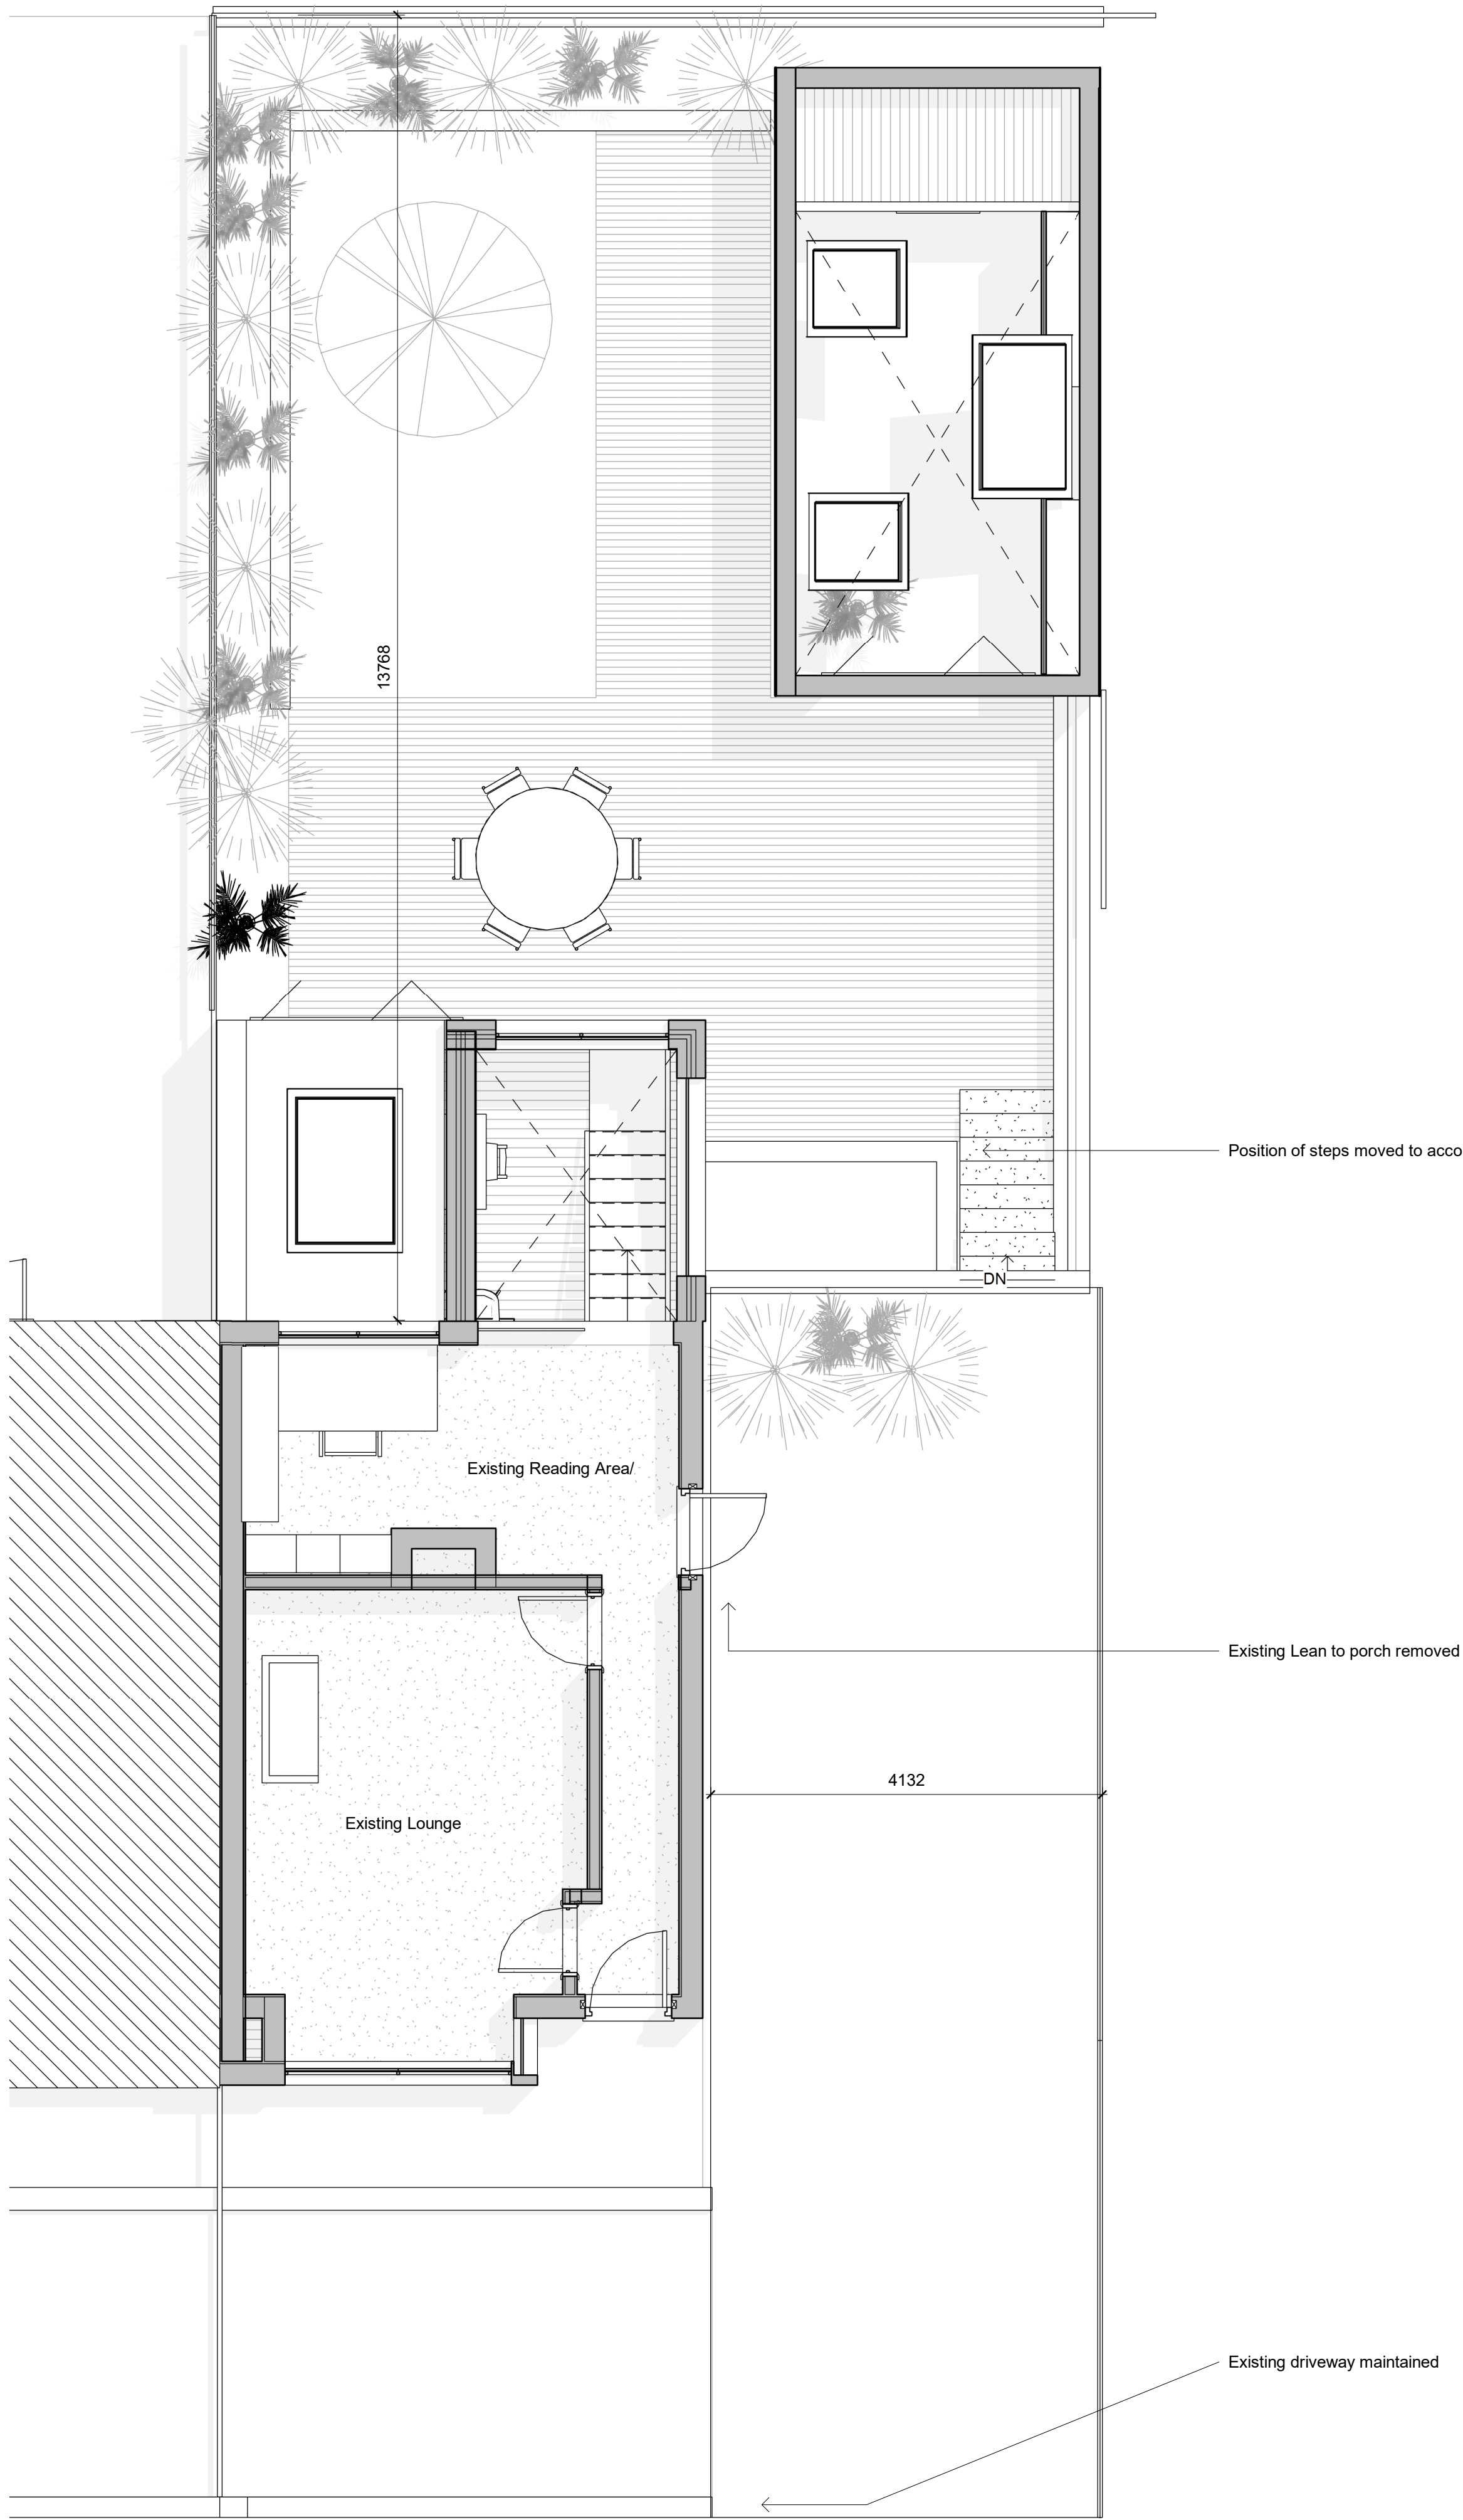 13768
Position of steps moved to acco
DN
Existing Reading Area/
Existing Lean to porch removed
4132
Existing Lounge
Existing driveway maintained